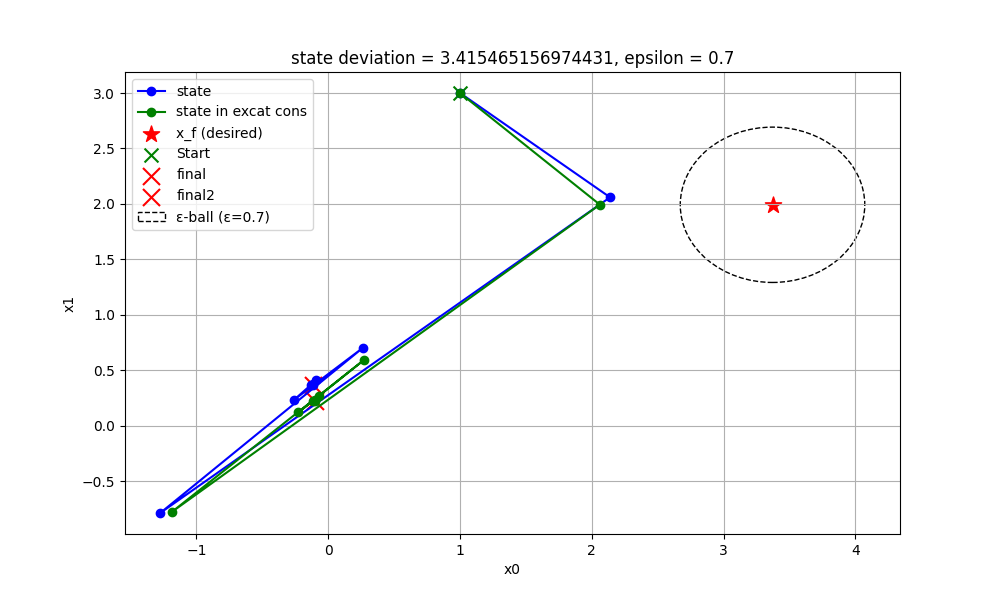 state deviation = 3.415465156974431, epsilon = 0.7
state
state in excat cons
x_f (desired)
Start
final
final2
ε-ball (ε=0.7)
3.0
2.5
2.0
1.5
1.0
0.5
0.0
−0.5
x1
−1
0
1
2
3
4
x0